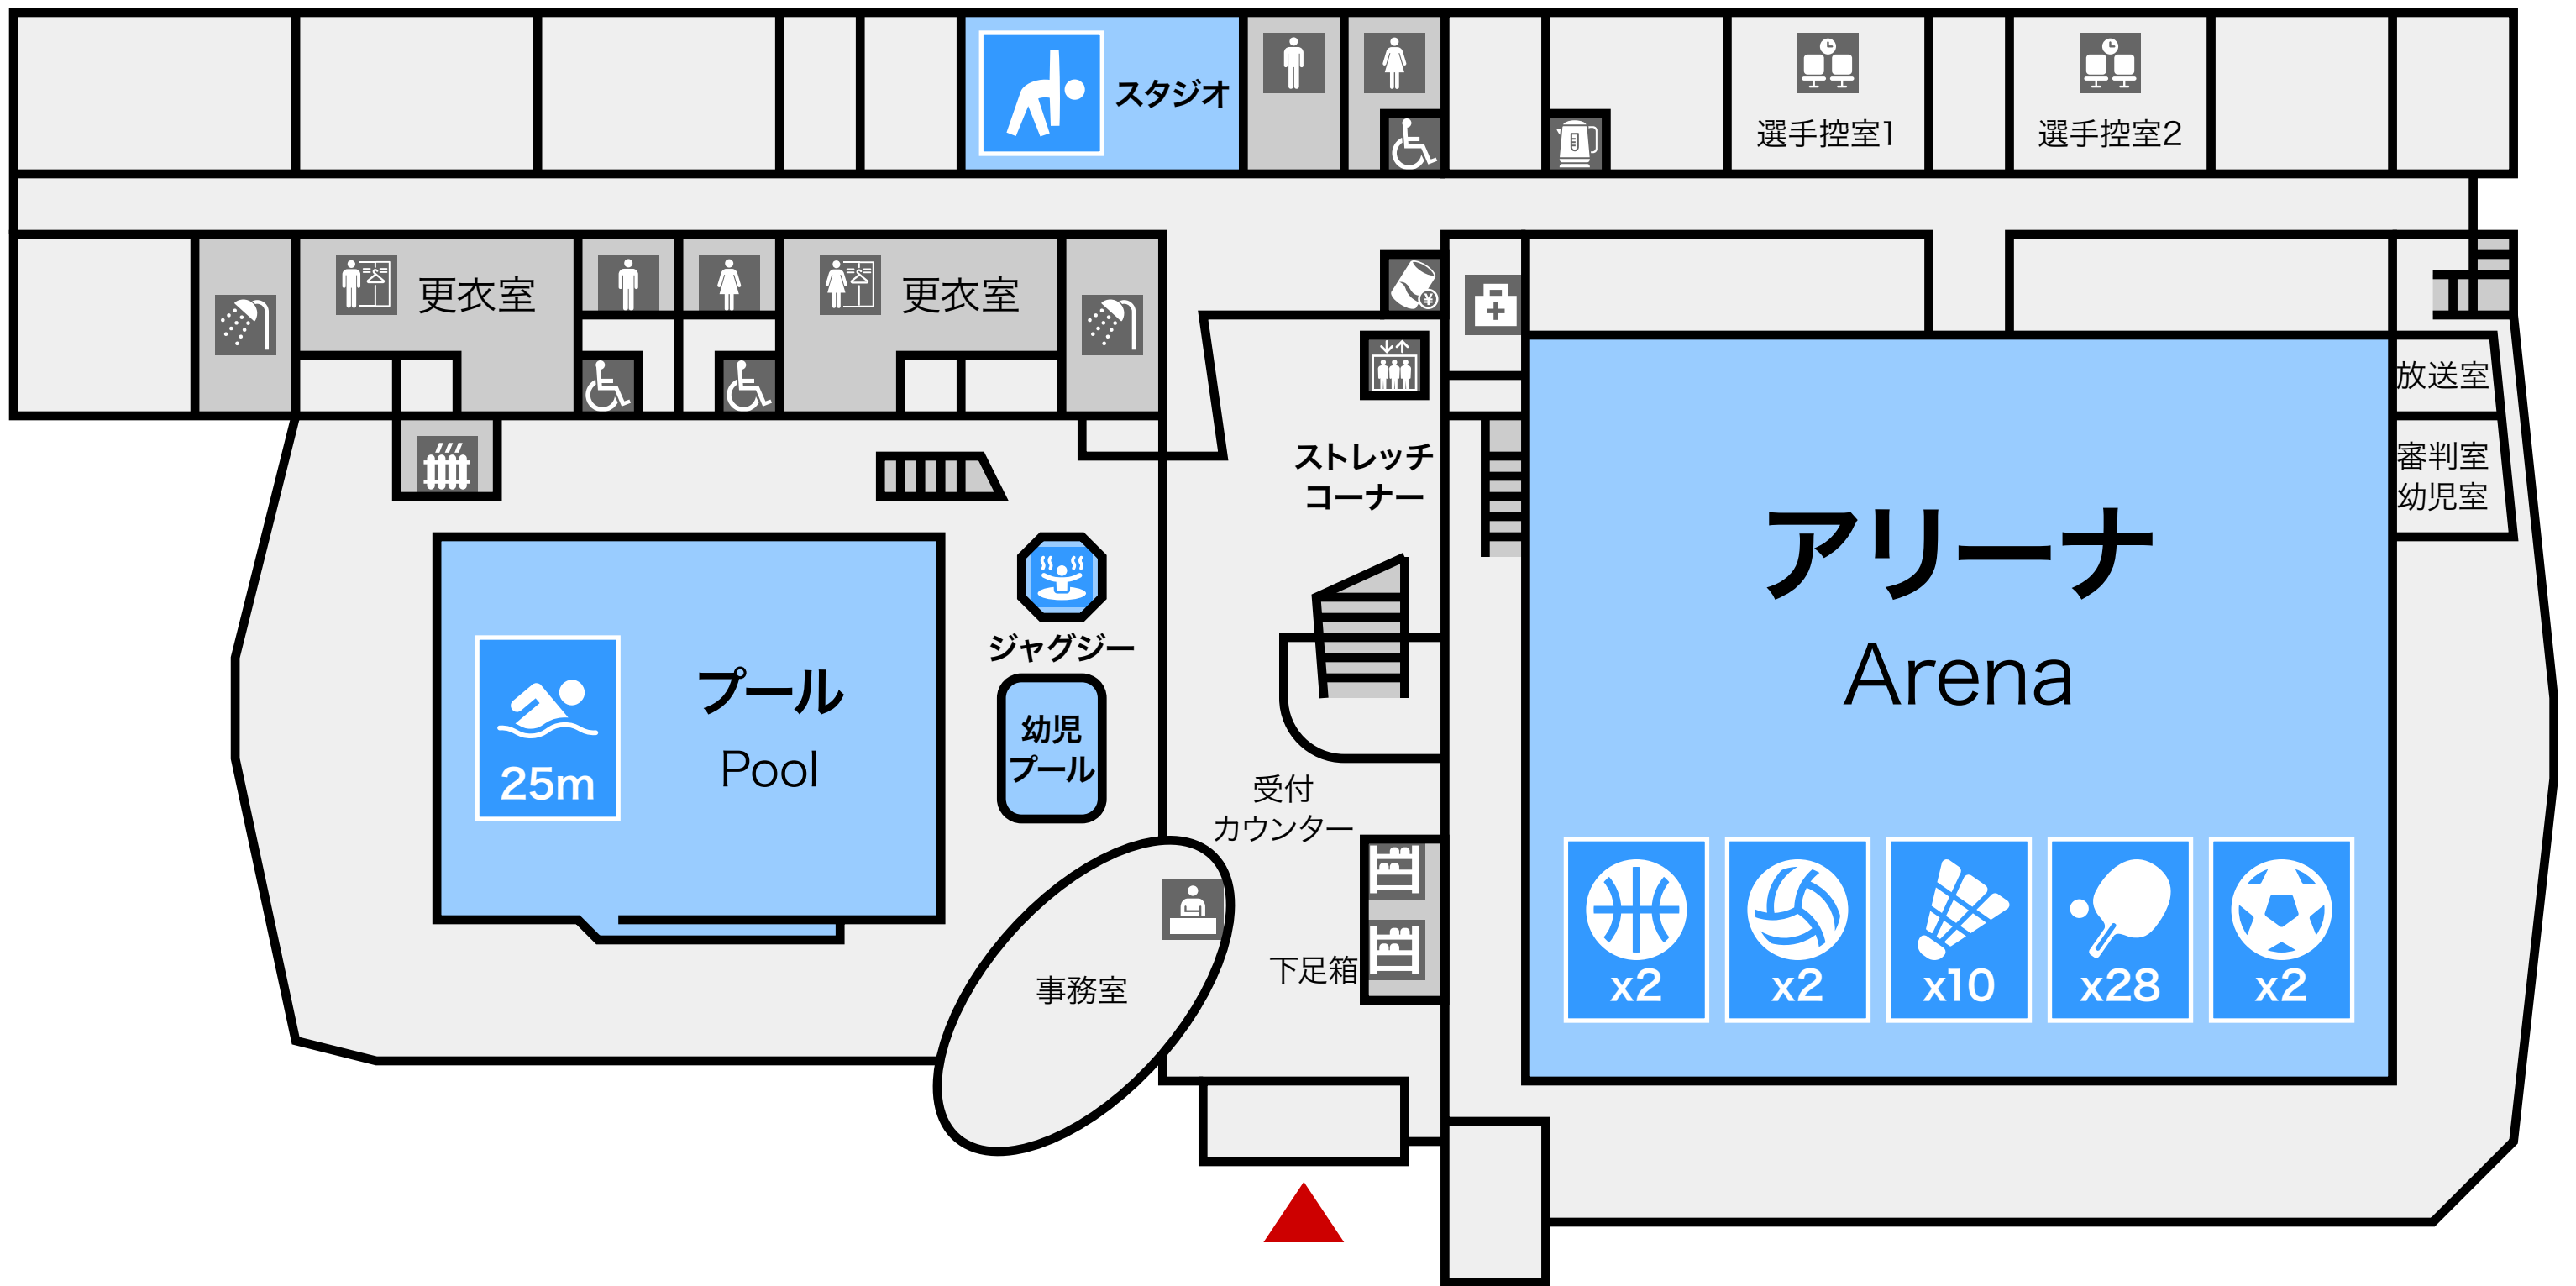 スタジオ
選手控室1
選手控室2
更衣室
更衣室
¥
放送室
審判室
幼児室
ストレッチ
コーナー
アリーナ
Arena
ジャグジー
プール
Pool
25m
幼児
プール
受付
カウンター
下足箱
事務室
x2
x2
x10
x28
x2